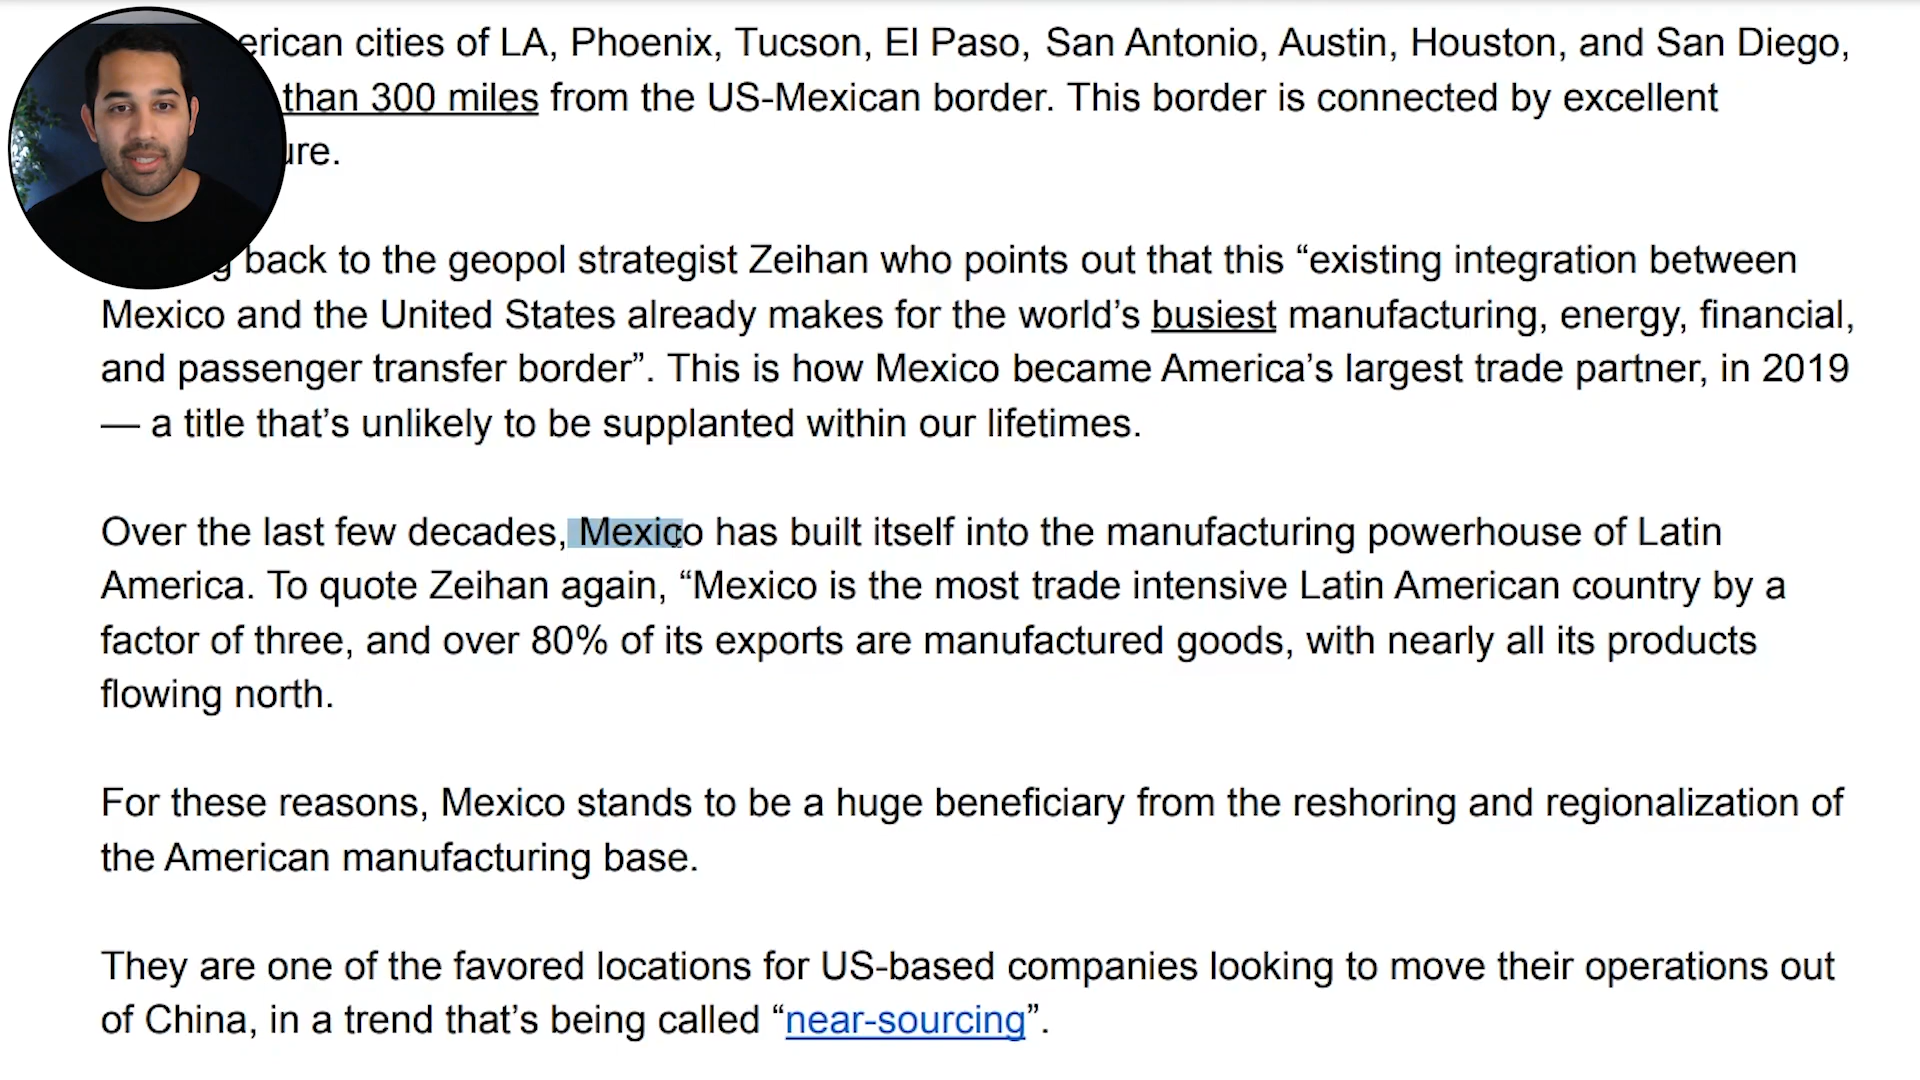 erican cities of LA, Phoenix, Tucson, El Paso, San Antonio, Austin, Houston, and San Diego,
than 300 miles from the US-Mexican border. This border is connected by excellent
ure.
back to the geopol strategist Zeihan who points out that this “existing integration between
Mexico and the United States already makes for the world’s busiest manufacturing, energy, financial,
and passenger transfer border”. This is how Mexico became America’s largest trade partner, in 2019
— a title that’s unlikely to be supplanted within our lifetimes.
Over the last few decades, Mexico has built itself into the manufacturing powerhouse of Latin
America. To quote Zeihan again, “Mexico is the most trade intensive Latin American country by a
factor of three, and over 80% of its exports are manufactured goods, with nearly all its products
flowing north.
For these reasons, Mexico stands to be a huge beneficiary from the reshoring and regionalization of
the American manufacturing base.
They are one of the favored locations for US-based companies looking to move their operations out
of China, in a trend that’s being called “near-sourcing”.